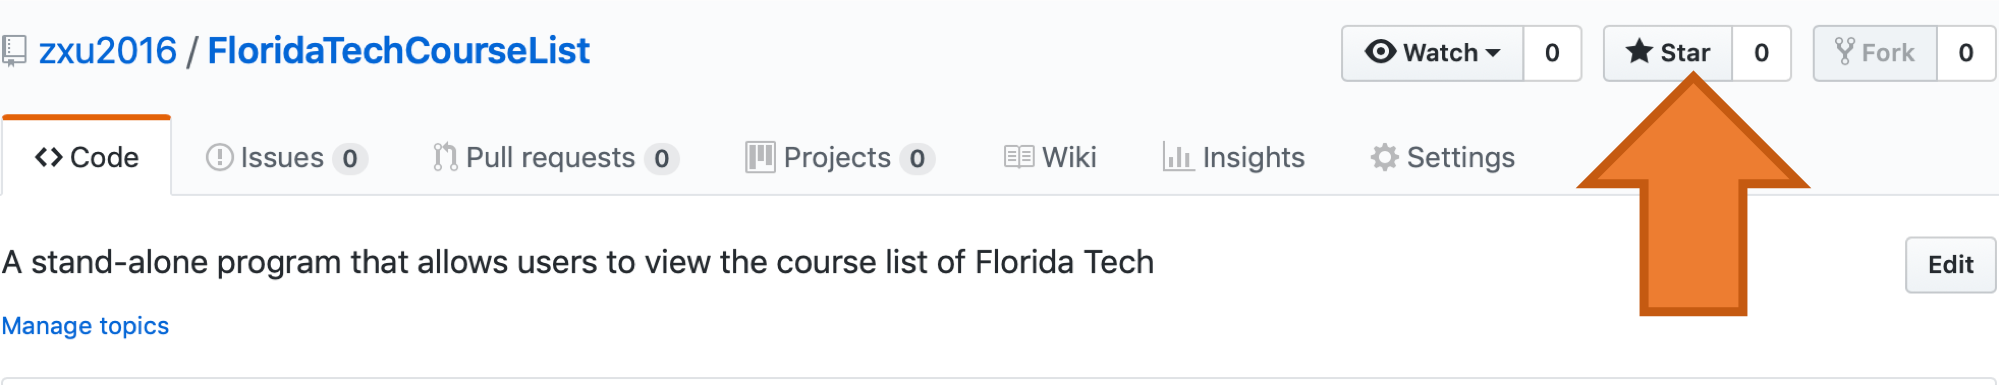 zxu2016 / FloridaTechCourseList
Watch 0 Star 0 Fork 0
Code Issues 0 Pull requests 0 Projects 0 Wiki Insights Settings
A stand-alone program that allows users to view the course list of Florida Tech
Edit
Manage topics